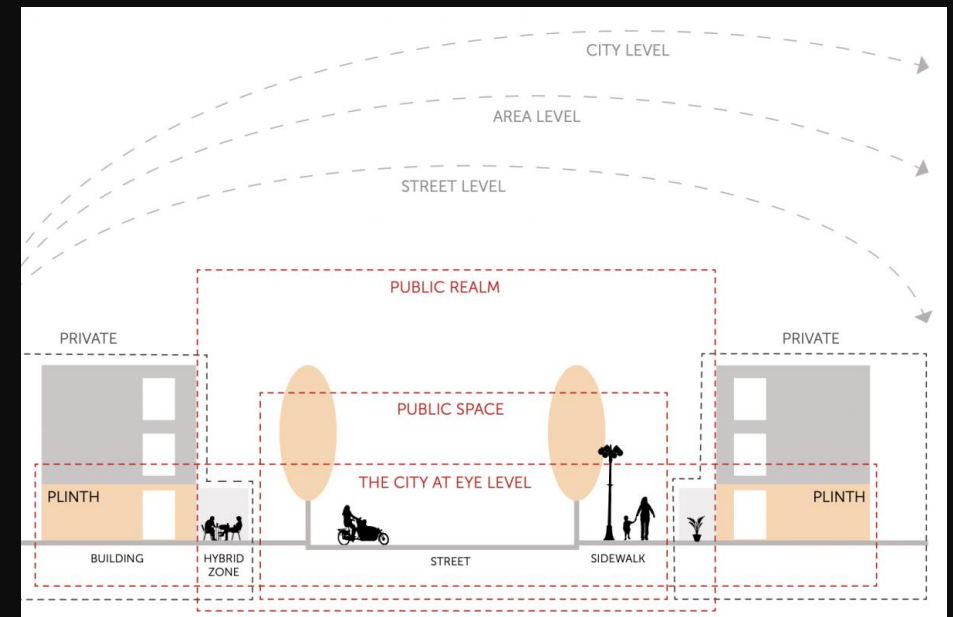 CITY LEVEL
AREA LEVEL
STREET LEVEL
PUBLIC REALM
PRIVATE
PRIVATE
PUBLIC SPACE
THE CITY AT EYE LEVEL
PLINTH
PLINTH
BUILDING
HYBRID
ZONE
STREET
SIDEWALK